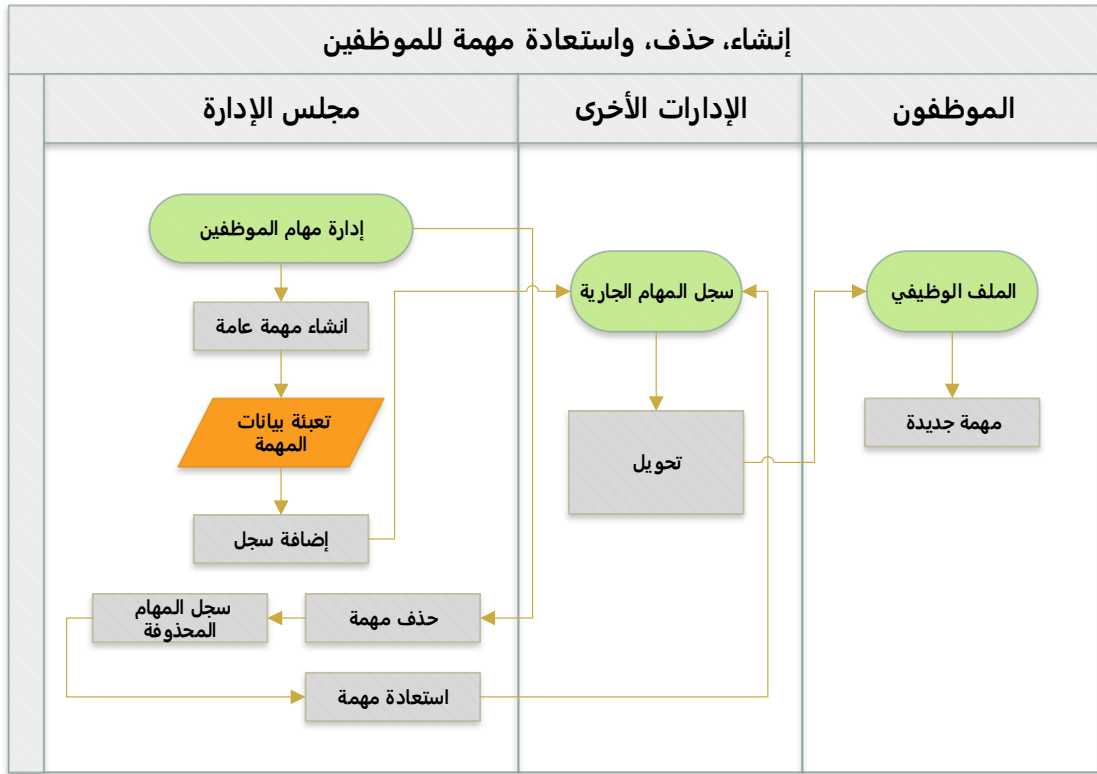 إنشاء، حذف، واستعادة مهمة للموظفين
مجلس الإدارة
الإدارات الأخرى
الموظفون
إدارة مهام الموظفين
انشاء مهمة عامة
تعبئة بيانات
المهمة
إضافة سجل
حذف مهمة
سجل المهام
المحذوفة
استعادة مهمة
سجل المهام الجارية
تحويل
الملف الوظيفي
مهمة جديدة